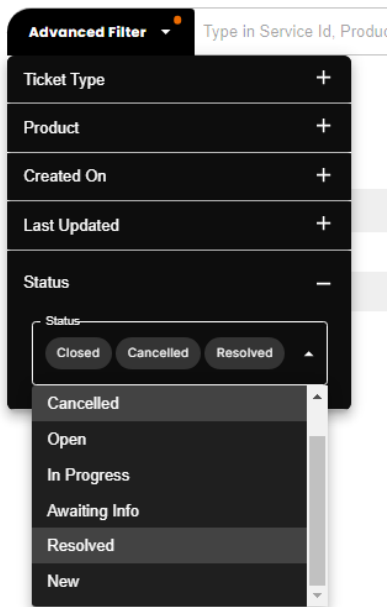 Advanced Filter
Type in Service Id, Produc
Ticket Type
Product
Created On
Last Updated
Status
Status
Closed Cancelled Resolved
Cancelled
Open
In Progress
Awaiting Info
Resolved
New